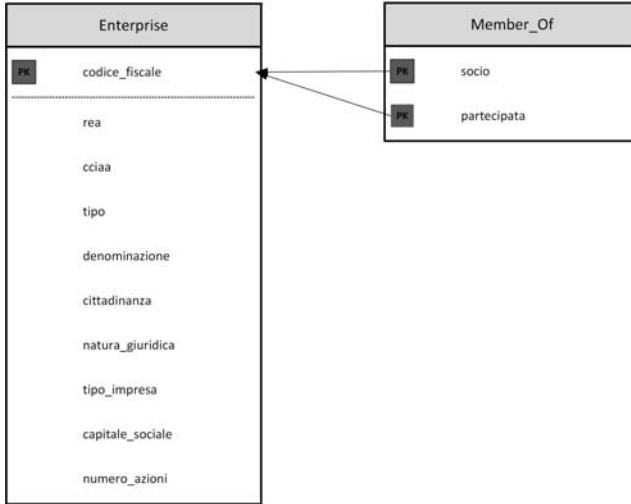 Enterprise
PK codice_fiscale
rea
cciaa
tipo
denominazione
cittadinanza
natura_giuridica
tipo_impresa
capitale_sociale
numero_azioni
Member_Of
PK socio
PK partecipata